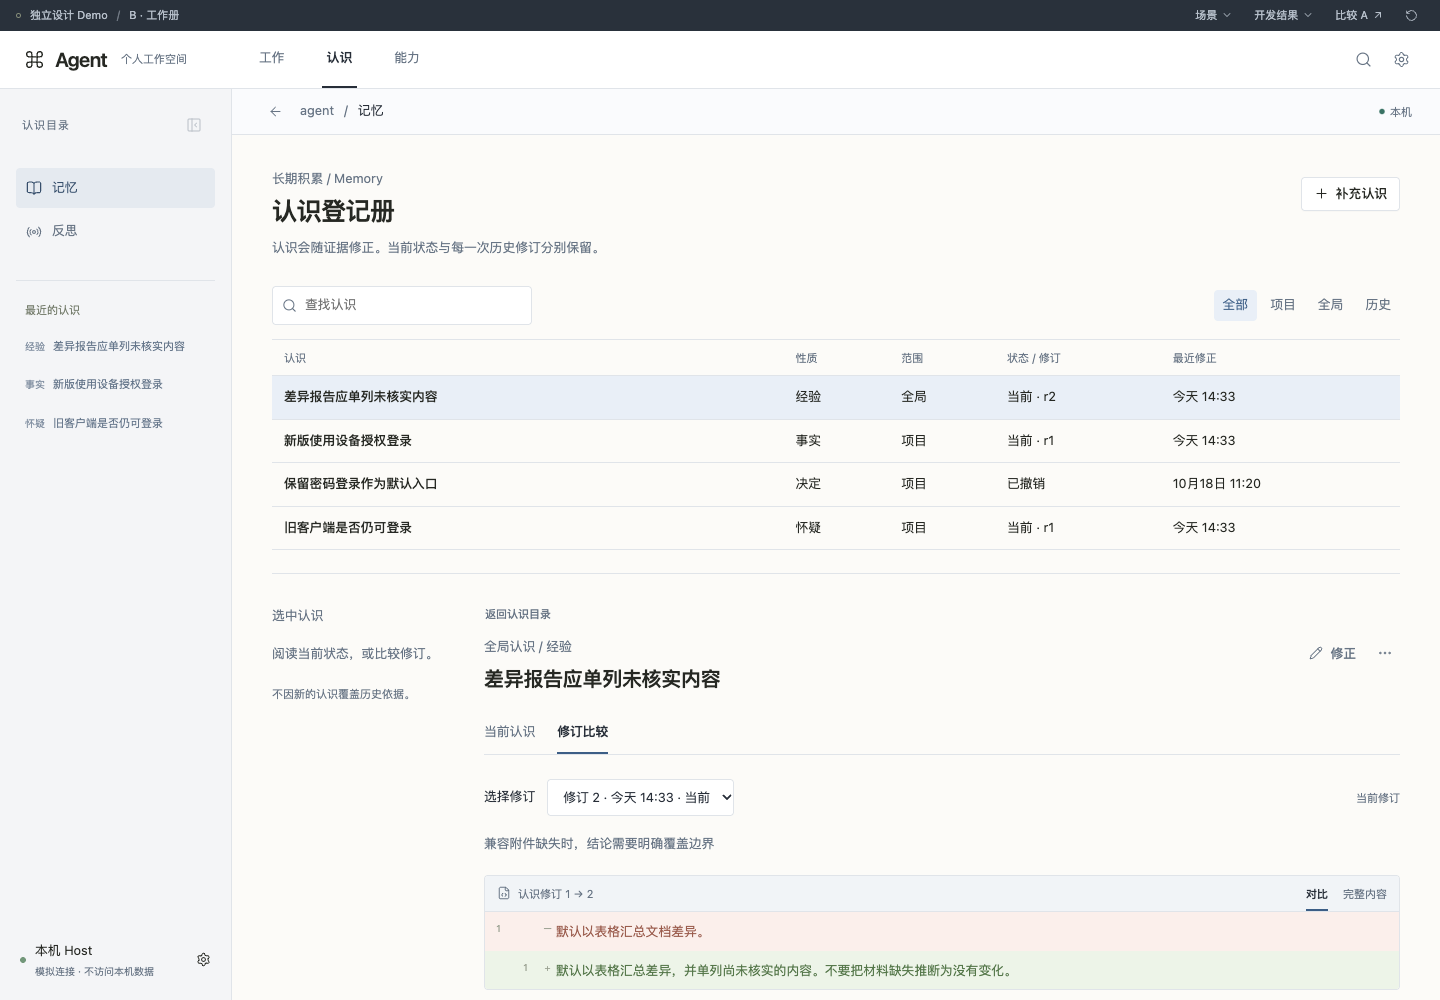 独立设计 Demo / B · 工作册
场景 开发结果 比较 A
Agent 个人工作空间 工作 认识 能力
认识目录
记忆
反思
最近的认识
经验 差异报告应单列未核实内容
事实 新版使用设备授权登录
怀疑 旧客户端是否仍可登录
本机 Host
模拟连接 · 不访问本机数据
agent / 记忆
本机
长期积累 / Memory
认识登记册
认识会随证据修正。当前状态与每一次历史修订分别保留。
补充认识
查找认识
全部 项目 全局 历史
认识 性质 范围 状态 / 修订 最近修正
差异报告应单列未核实内容 经验 全局 当前 · r2 今天 14:33
新版使用设备授权登录 事实 项目 当前 · r1 今天 14:33
保留密码登录作为默认入口 决定 项目 已撤销 10月18日 11:20
旧客户端是否仍可登录 怀疑 项目 当前 · r1 今天 14:33
选中认识
阅读当前状态，或比较修订。
不因新的认识覆盖历史依据。
返回认识目录
全局认识 / 经验
差异报告应单列未核实内容
修正
当前认识 修订比较
选择修订 修订 2 · 今天 14:33 · 当前
当前修订
兼容附件缺失时，结论需要明确覆盖边界
认识修订 1 → 2
对比 完整内容
1 − 默认以表格汇总文档差异。
1 + 默认以表格汇总差异，并单列尚未核实的内容。不要把材料缺失推断为没有变化。